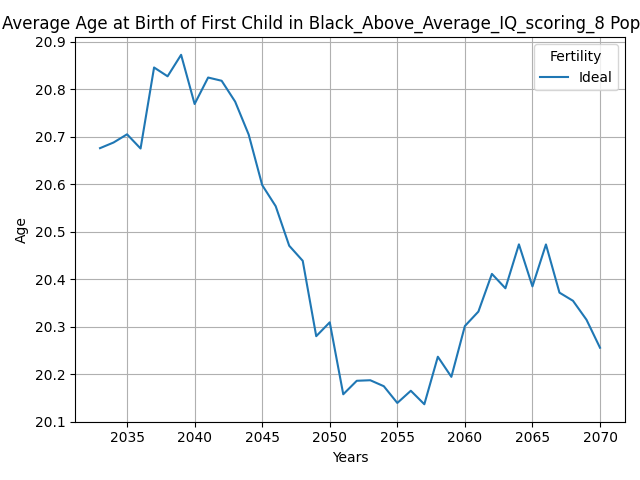 Average Age at Birth of First Child in Black_Above_Average_IQ_scoring_8 Pop
Fertility
Ideal
20.9
20.8
20.7
20.6
20.5
20.4
20.3
20.2
20.1
Age
2035 2040 2045 2050 2055 2060 2065 2070
Years